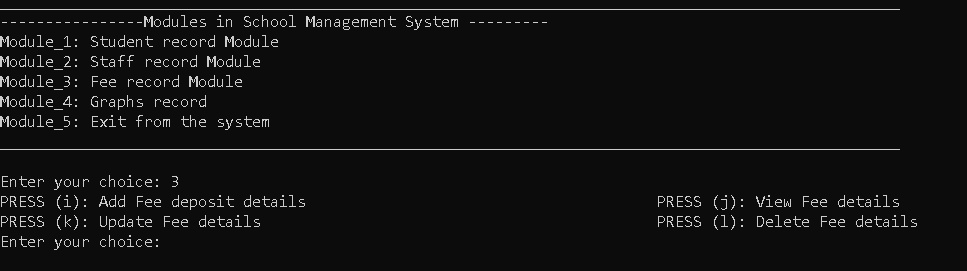 ----------------Modules in School Management System ---------
Module_1: Student record Module
Module_2: Staff record Module
Module_3: Fee record Module
Module_4: Graphs record
Module_5: Exit from the system
Enter your choice: 3
PRESS (i): Add Fee deposit details PRESS (j): View Fee details
PRESS (k): Update Fee details PRESS (l): Delete Fee details
Enter your choice: